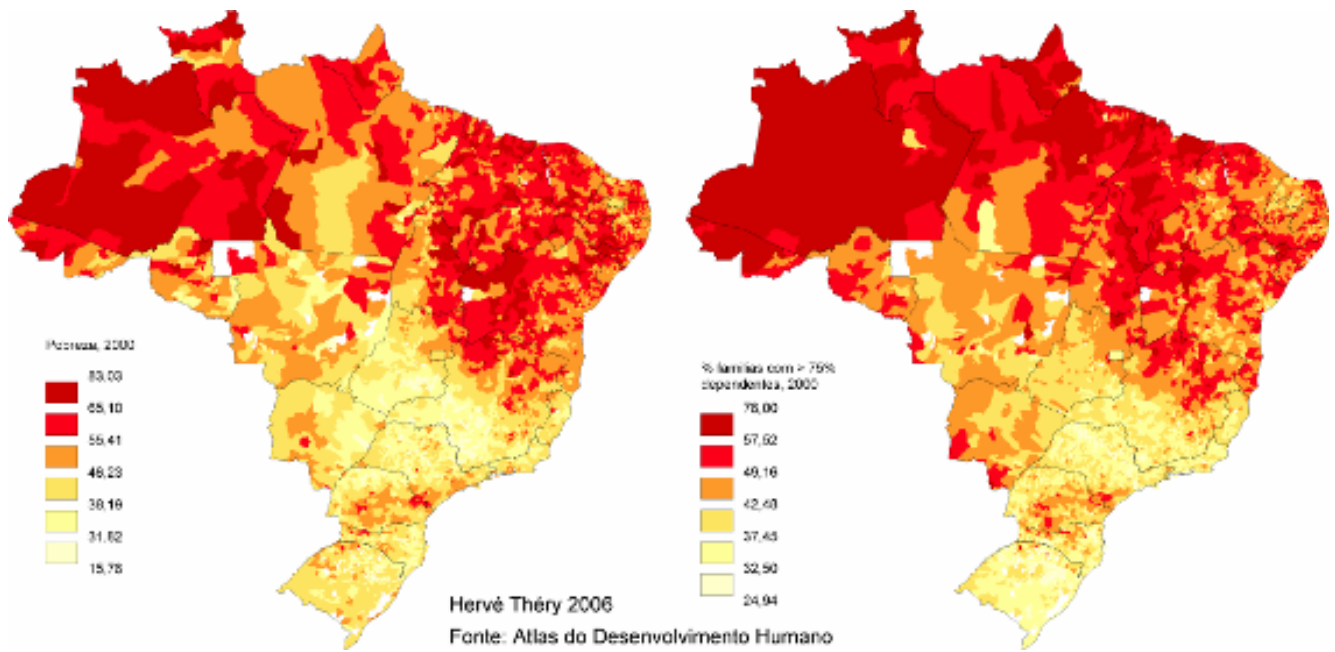 Pobreza, 2000
83,03
65,10
55,41
46,23
38,19
31,82
15,78
% famílias com > 75%
dependentes, 2000
78,00
57,52
49,16
42,48
37,45
32,50
24,94
Hervé Théry 2006
Fonte: Atlas do Desenvolvimento Humano